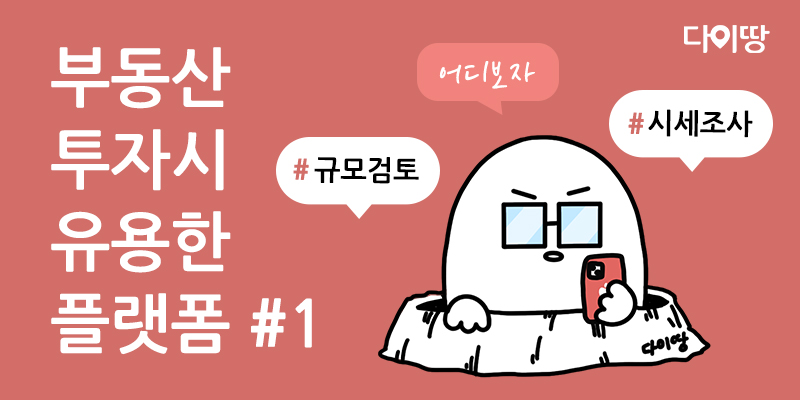 부동산
투자시
유용한
플랫폼 #1
다이땅
어디보자
#시세조사
#규모검토
다이땅